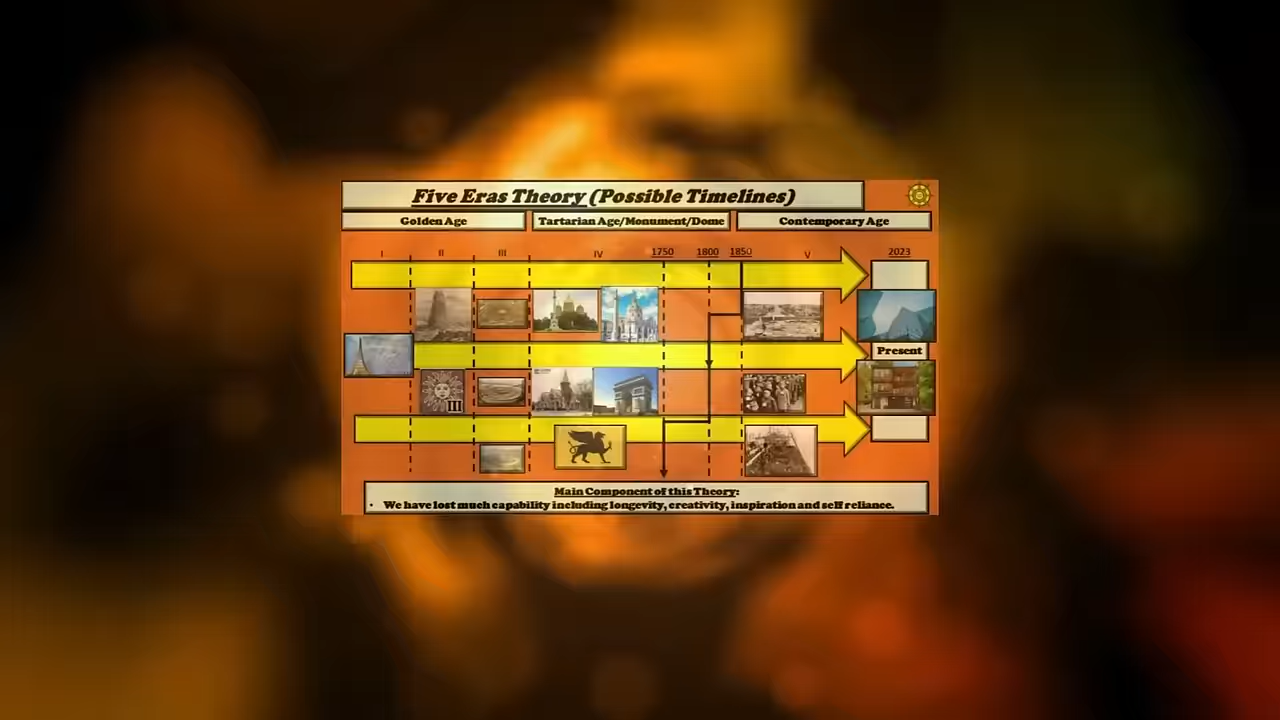 Five Eras Theory (Possible Timelines)
Golden Age
Tartarian Age/Monument/Dome
Contemporary Age
I II III IV 1750 1800 1850 V 2023
Present
III
Main Component of this Theory:
• We have lost much capability including longevity, creativity, inspiration and self reliance.